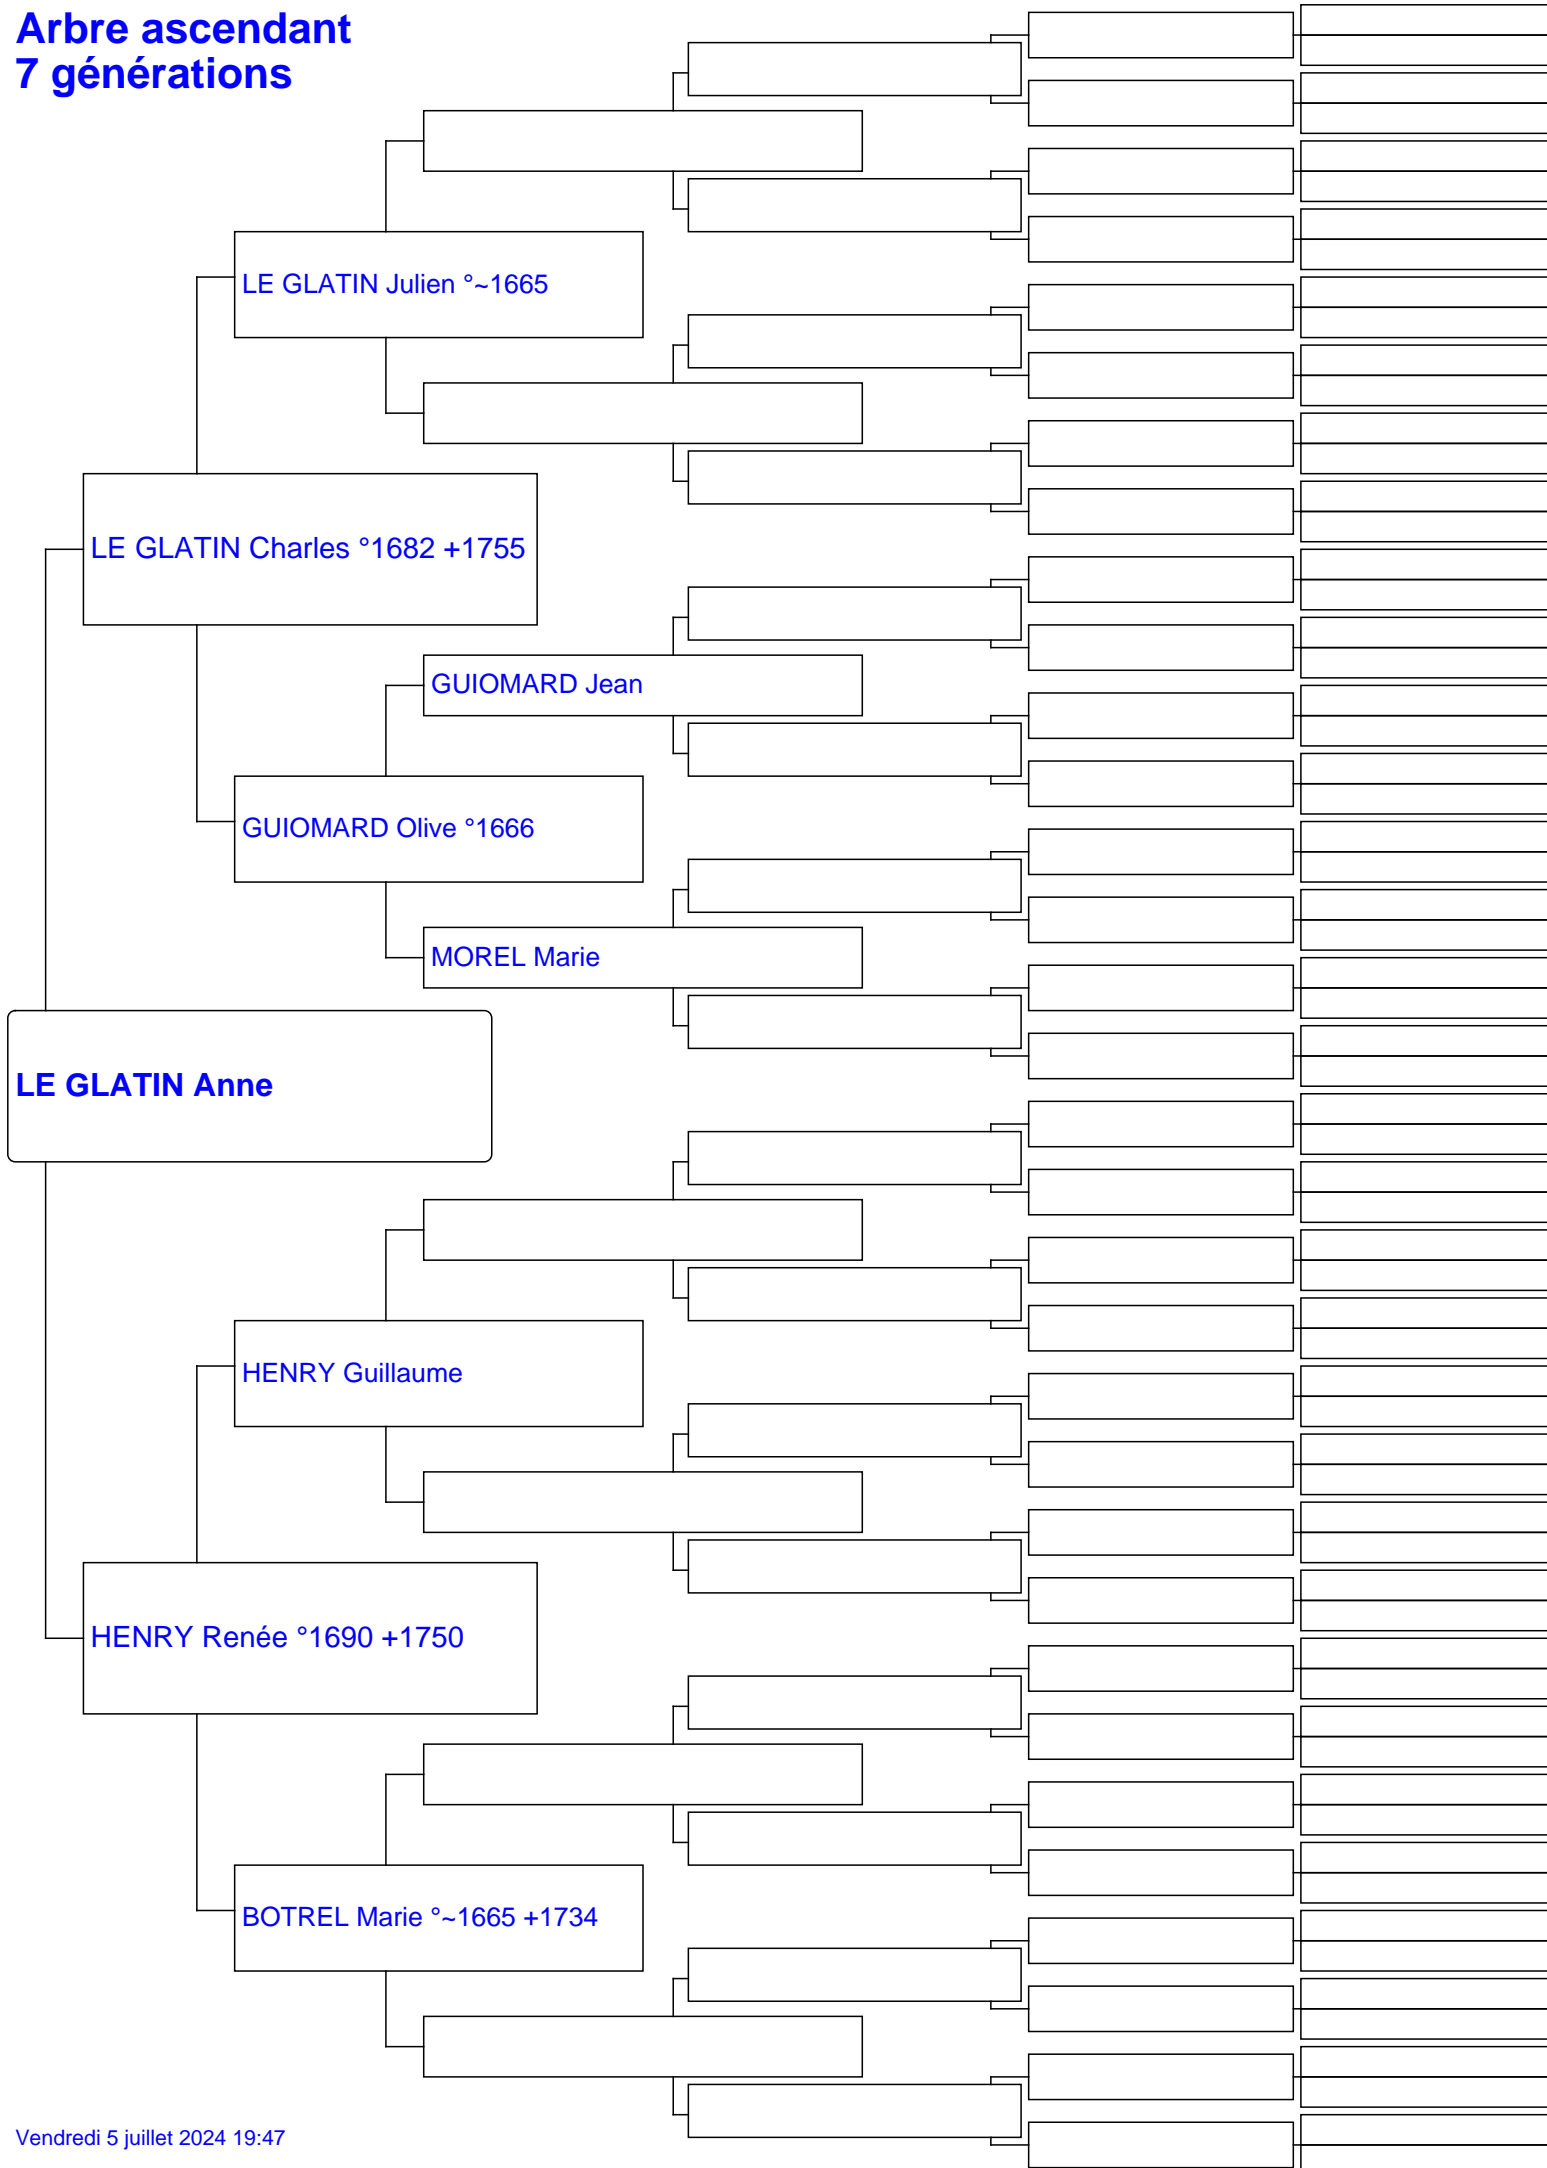 Arbre ascendant
7 générations
LE GLATIN Julien °~1665
LE GLATIN Charles °1682 +1755
GUIOMARD Jean
GUIOMARD Olive °1666
MOREL Marie
LE GLATIN Anne
HENRY Guillaume
HENRY Renée °1690 +1750
BOTREL Marie °~1665 +1734
Vendredi 5 juillet 2024 19:47